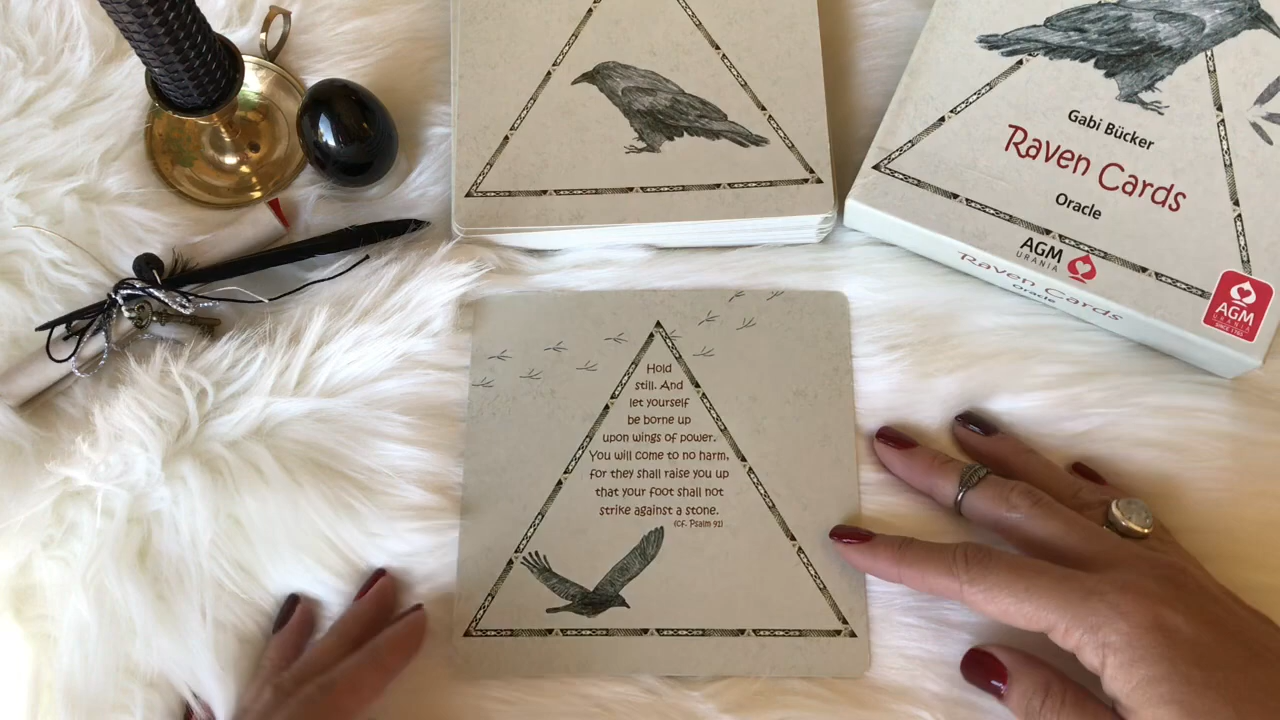 Gabi Bücker
Raven Cards
Oracle
AGM
URANIA
Raven Cards
Oracle
AGM
URANIA
Hold
still. And
let yourself
be borne up
upon wings of power.
You will come to no harm,
for they shall raise you up
that your foot shall not
strike against a stone.
(cf. Psalm 91)